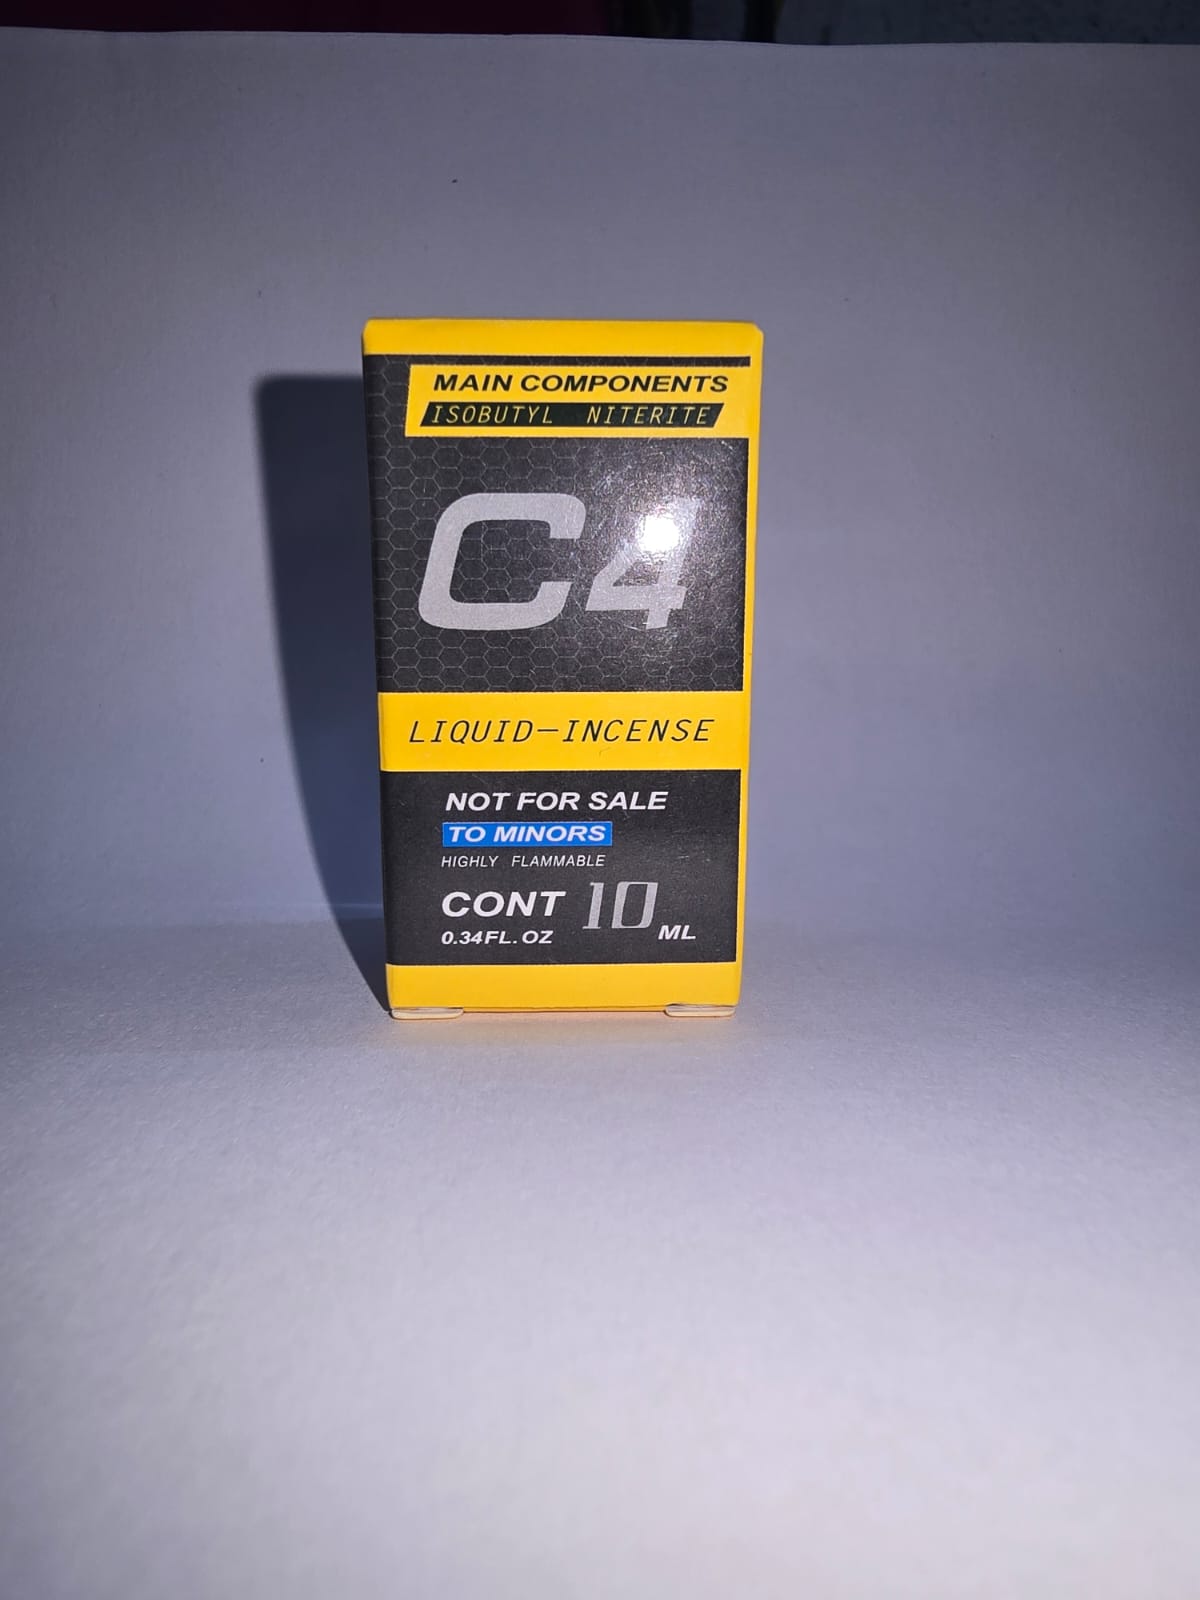 MAIN COMPONENTS
ISOBUTYL NITERITE
C4
LIQUID-INCENSE
NOT FOR SALE
TO MINORS
HIGHLY FLAMMABLE
CONT 10 ML
0.34FL. OZ